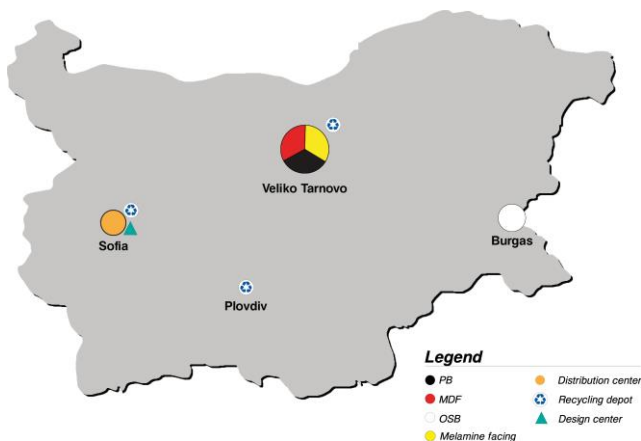 Veliko Tarnovo
Sofia
Burgas
Plovdiv
Legend
PB
MDF
OSB
Melamine facing
Distribution center
Recycling depot
Design center